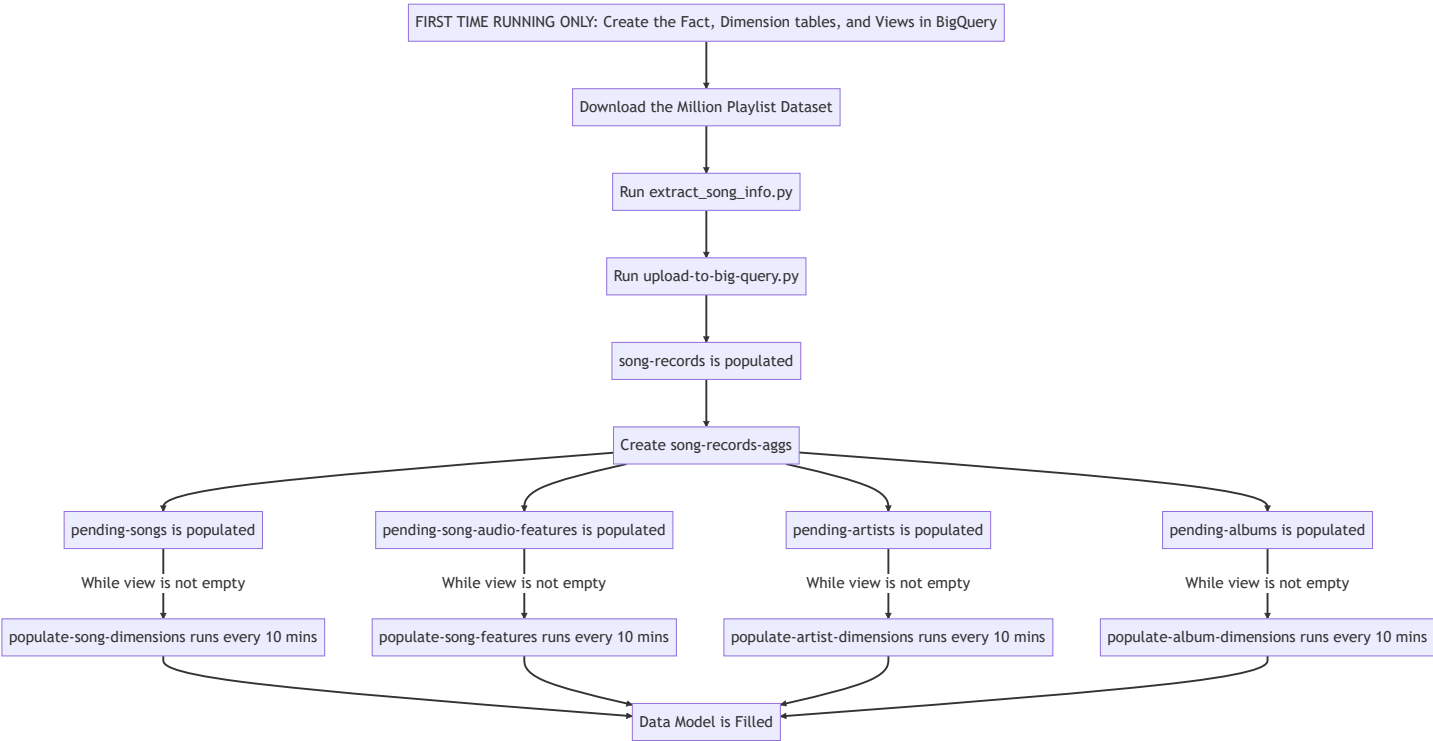 FIRST TIME RUNNING ONLY: Create the Fact, Dimension tables, and Views in BigQuery
Download the Million Playlist Dataset
Run extract_song_info.py
Run upload-to-big-query.py
song-records is populated
Create song-records-aggs
pending-songs is populated
pending-song-audio-features is populated
pending-artists is populated
pending-albums is populated
While view is not empty
While view is not empty
While view is not empty
While view is not empty
populate-song-dimensions runs every 10 mins
populate-song-features runs every 10 mins
populate-artist-dimensions runs every 10 mins
populate-album-dimensions runs every 10 mins
Data Model is Filled